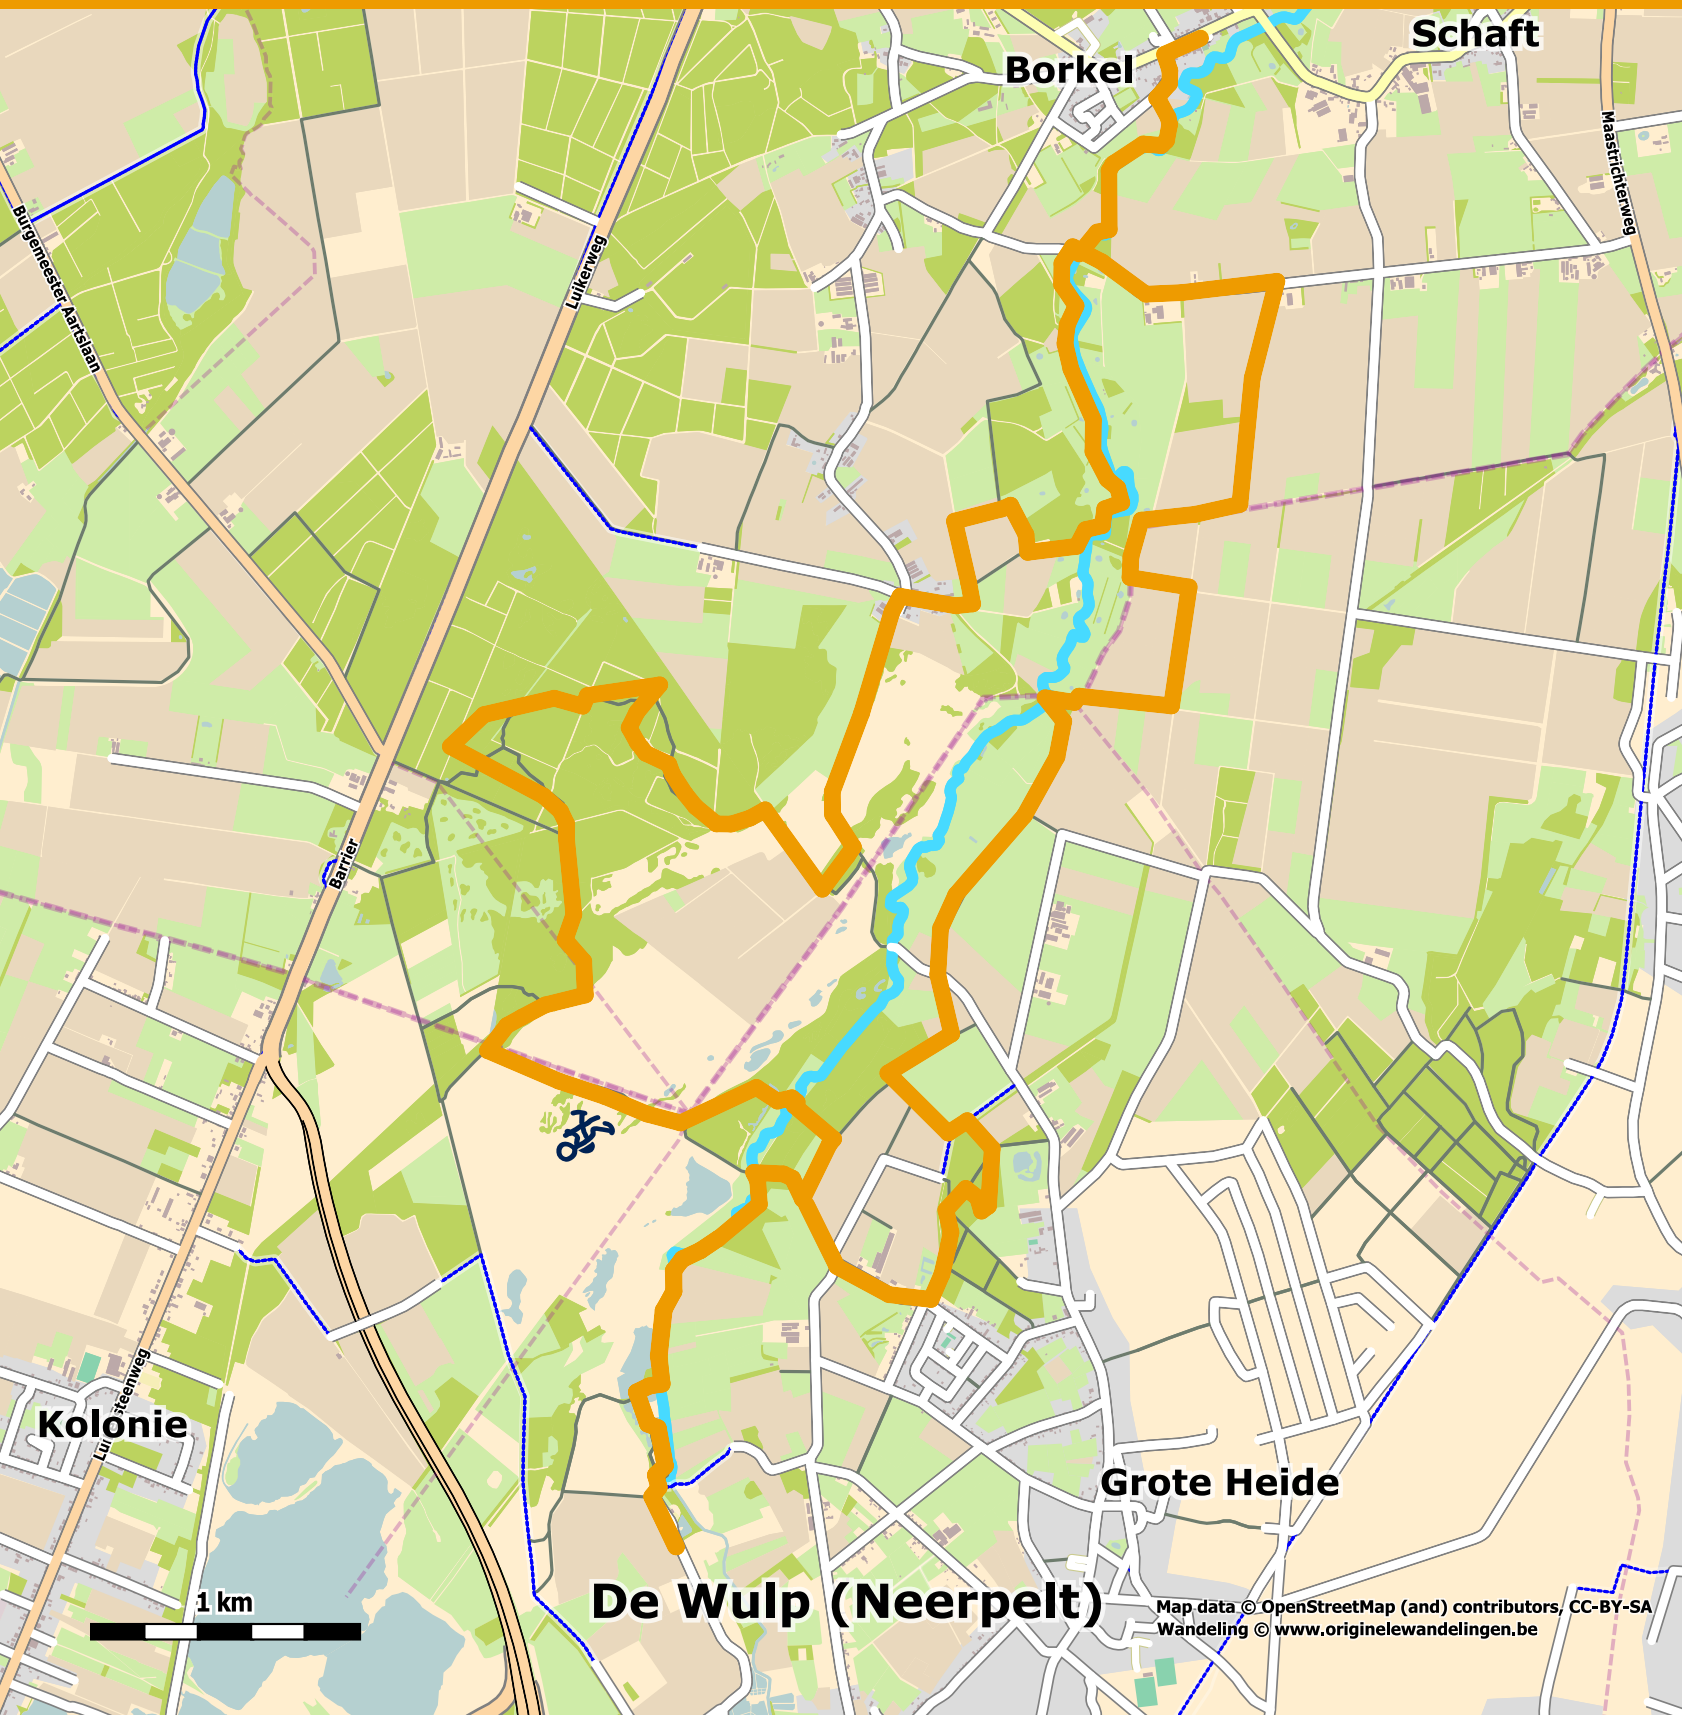 Schaft
Borkel
Maastrichterweg
Burgemeester Aartslaan
Luikerweg
Barrier
Kolonie
Grote Heide
1 km
De Wulp (Neerpelt)
Map data © OpenStreetMap (and) contributors, CC-BY-SA
Wandeling © www.originelewandelingen.be